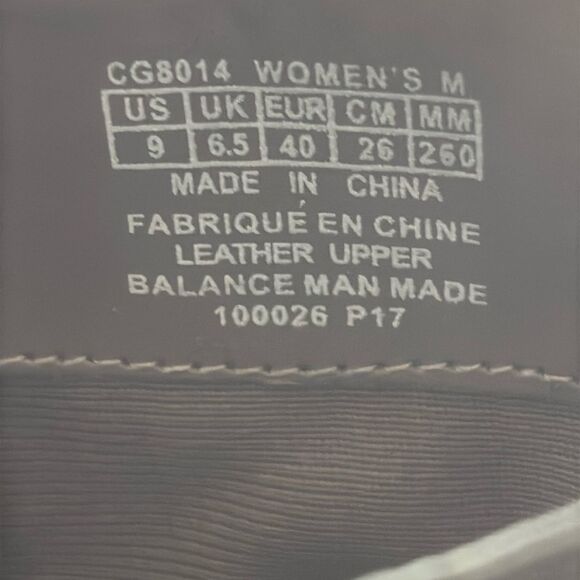 CG8014 WOMEN'S M
US UK EUR CM MM
9 6.5 40 26 260
MADE IN CHINA
FABRIQUÉ EN CHINE
LEATHER UPPER
BALANCE MAN MADE
100026 P17